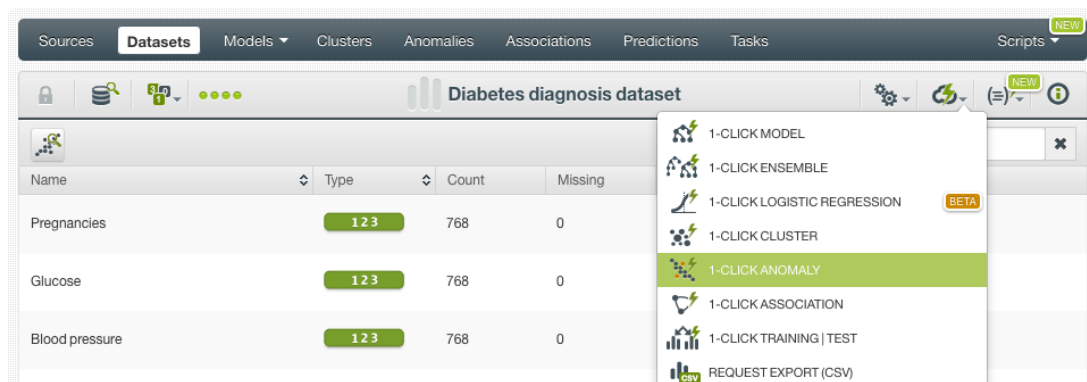 Sources Datasets Models Clusters Anomalies Associations Predictions Tasks Scripts NEW
Diabetes diagnosis dataset NEW
1-CLICK MODEL
1-CLICK ENSEMBLE
1-CLICK LOGISTIC REGRESSION BETA
1-CLICK CLUSTER
1-CLICK ANOMALY
1-CLICK ASSOCIATION
1-CLICK TRAINING | TEST
REQUEST EXPORT (CSV)
Name Type Count Missing
Pregnancies 123 768 0
Glucose 123 768 0
Blood pressure 123 768 0